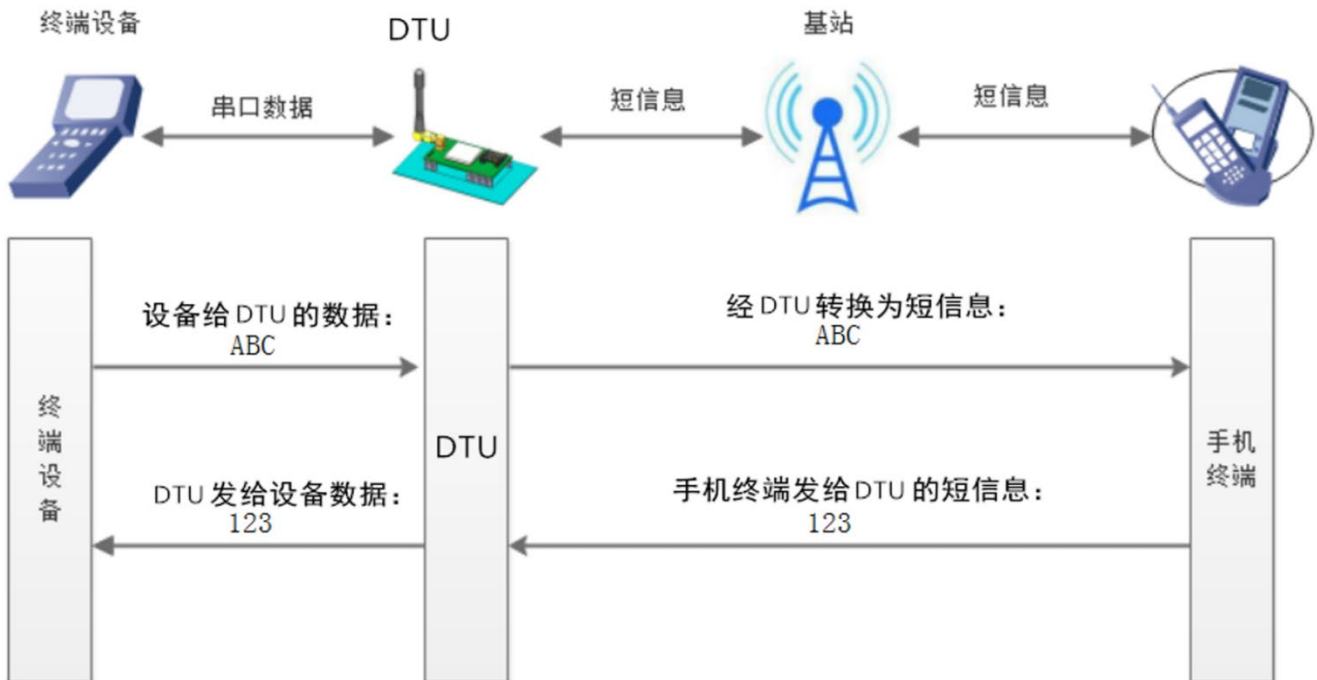 终端设备
DTU
基站
串口数据
短信息
短信息
设备给DTU的数据：
ABC
经DTU转换为短信息：
ABC
终端设备
DTU
手机
终端
DTU发给设备数据：
123
手机终端发给DTU的短信息：
123